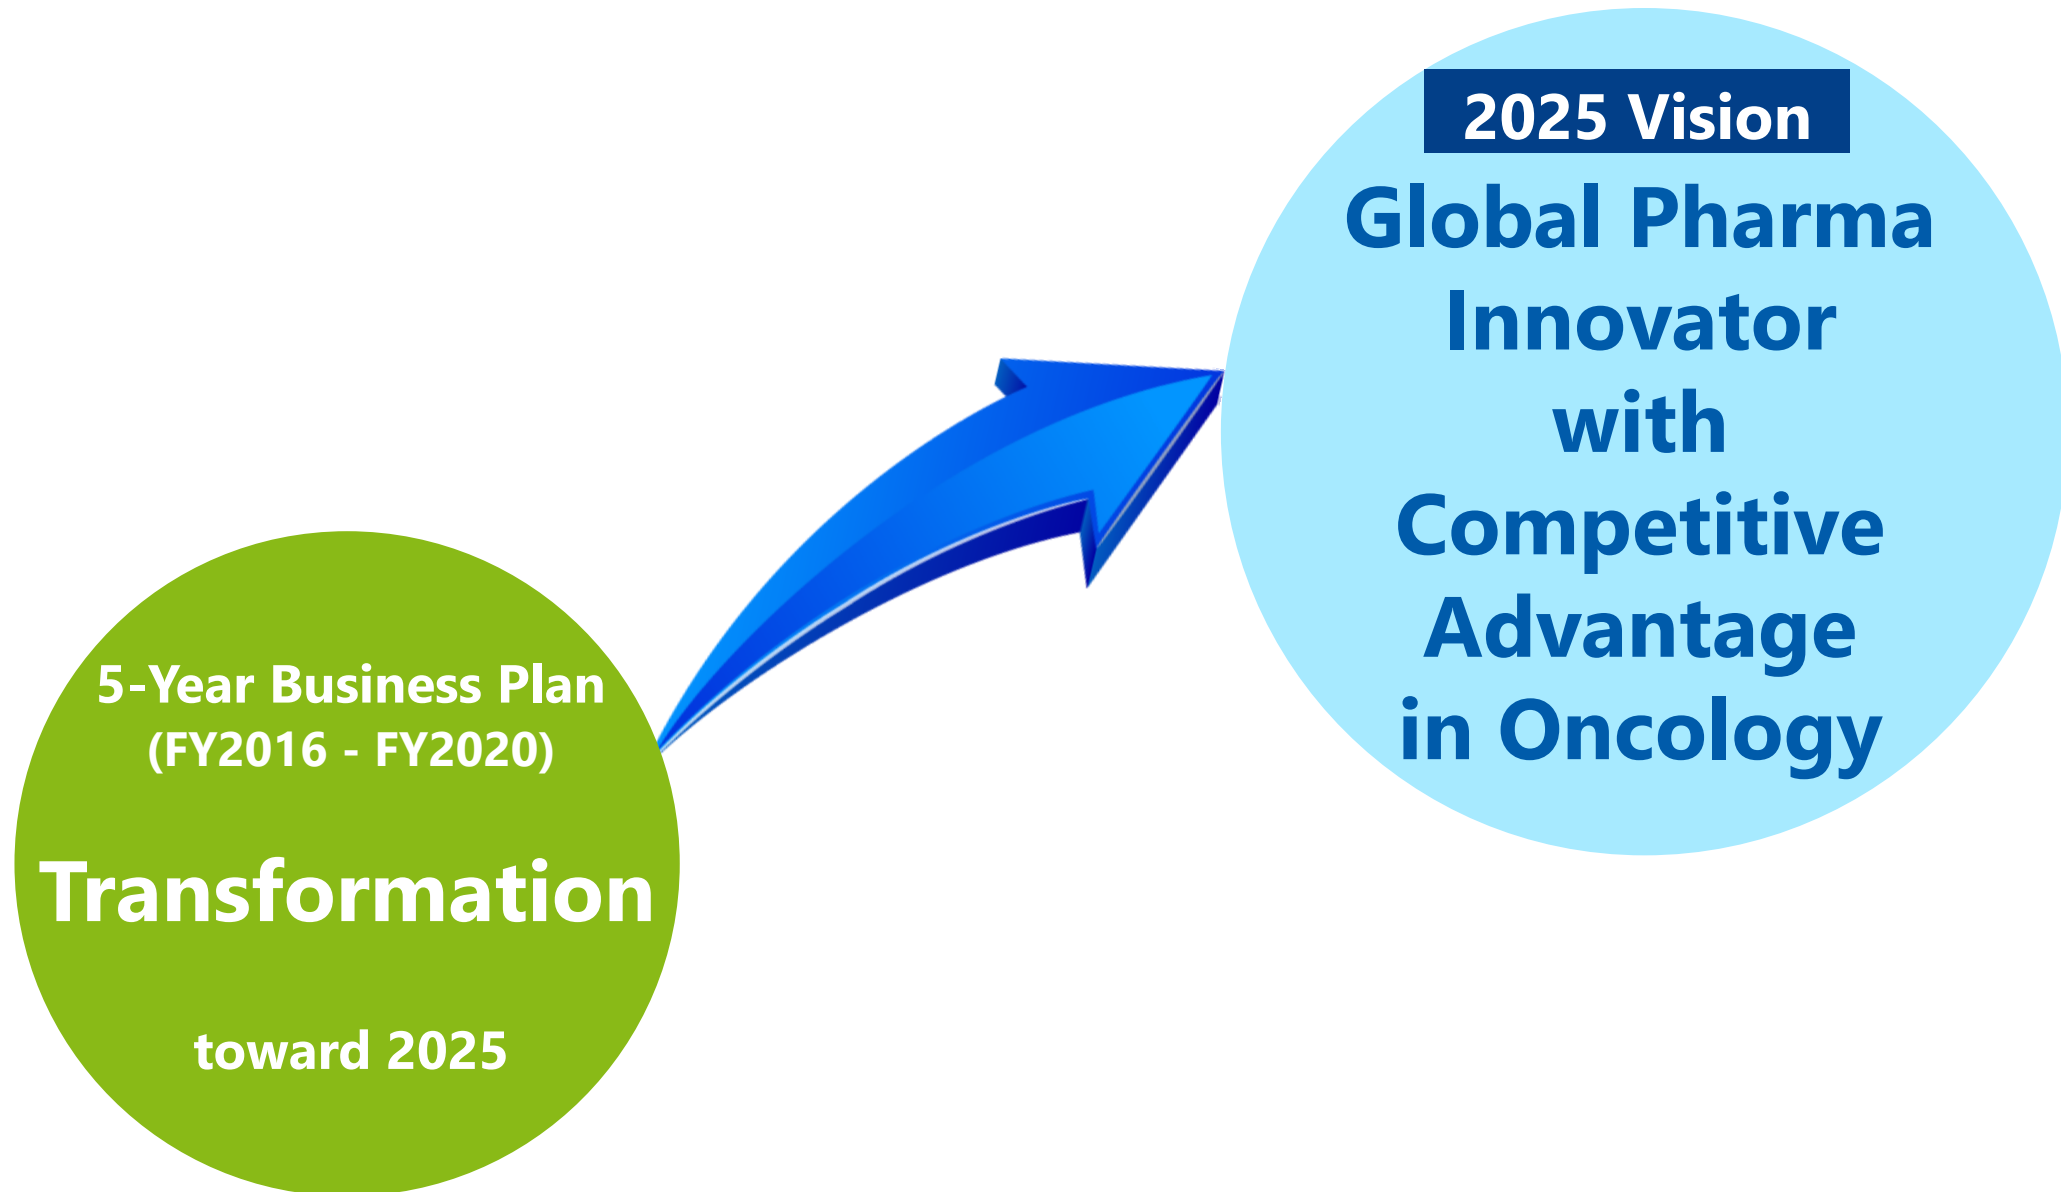 2025 Vision
Global Pharma
Innovator
with
Competitive
Advantage
in Oncology
5-Year Business Plan
(FY2016 - FY2020)
Transformation
toward 2025